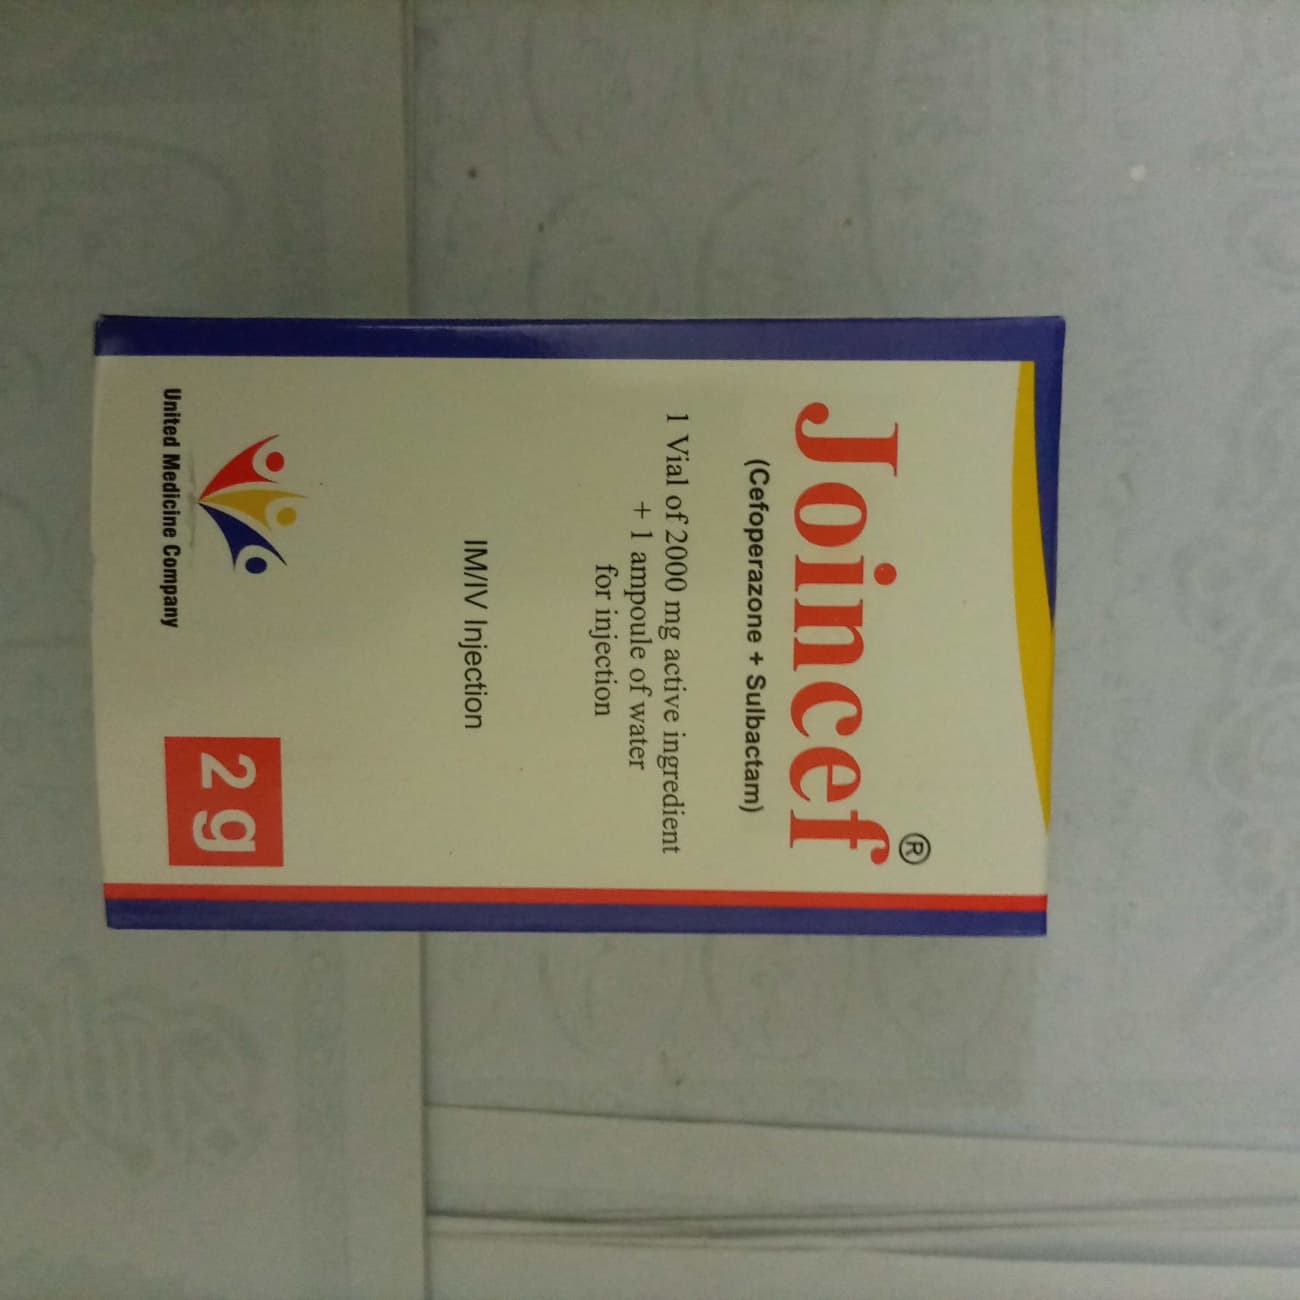 Joincef®
(Cefoperazone + Sulbactam)
1 Vial of 2000 mg active ingredient
+ 1 ampoule of water
for injection
IM/IV Injection
United Medicine Company
2 g